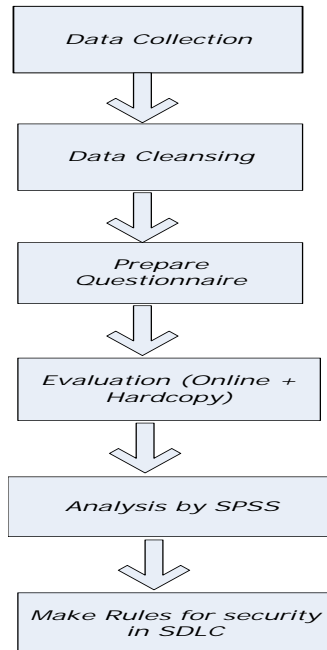 Data Collection
Data Cleansing
Prepare
Questionnaire
Evaluation (Online +
Hardcopy)
Analysis by SPSS
Make Rules for security
in SDLC